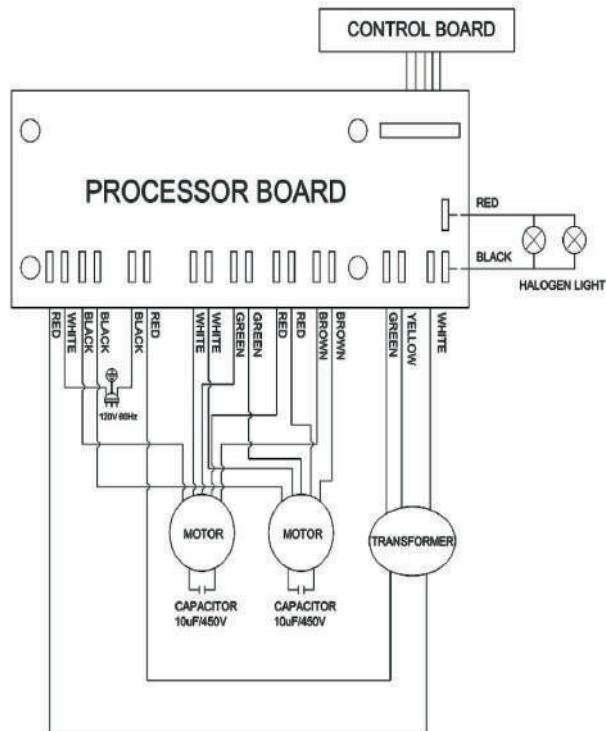 CONTROL BOARD
PROCESSOR BOARD
RED
BLACK
HALOGEN LIGHT
RED
WHITE
BLACK
BLACK
BLACK
RED
WHITE
WHITE
GREEN
GREEN
RED
RED
BROWN
BROWN
GREEN
YELLOW
WHITE
120V 60Hz
MOTOR
MOTOR
TRANSFORMER
CAPACITOR
10uF/450V
CAPACITOR
10uF/450V